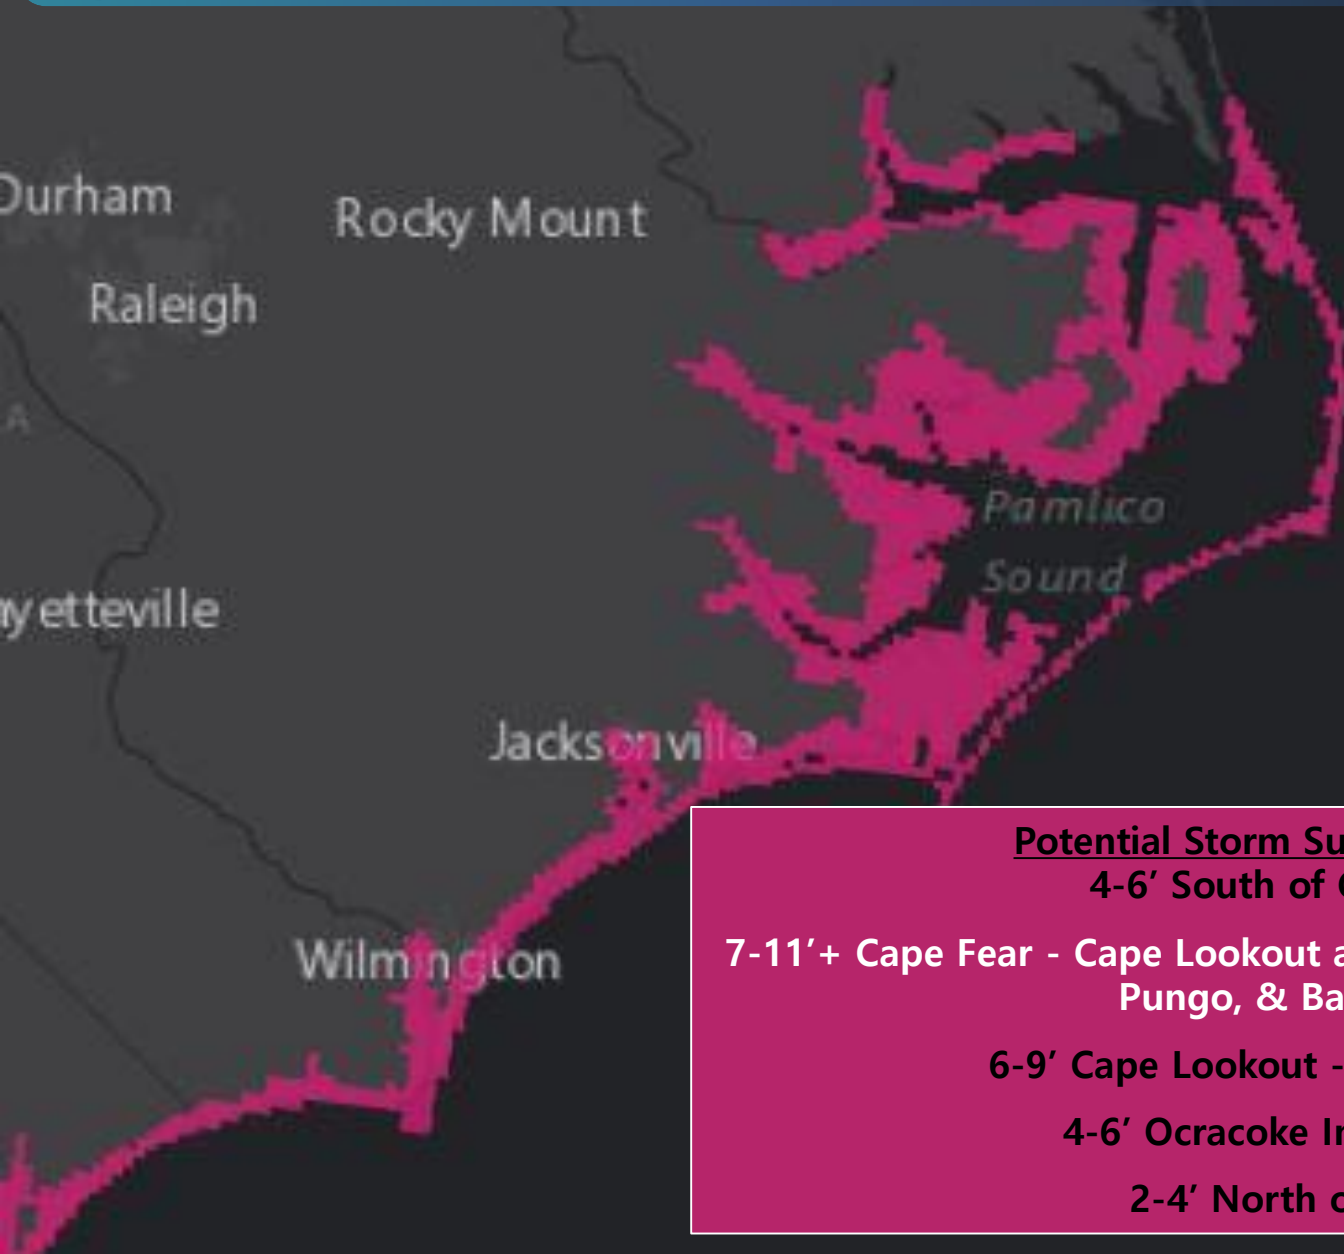 Durham
Rocky Mount
Raleigh
A
Pamlico
Sound
ayetteville
Jacksonville
Wilmington
Potential Storm Su
4-6’ South of C
7-11’+ Cape Fear - Cape Lookout a
Pungo, & Ba
6-9’ Cape Lookout -
4-6’ Ocracoke In
2-4’ North o